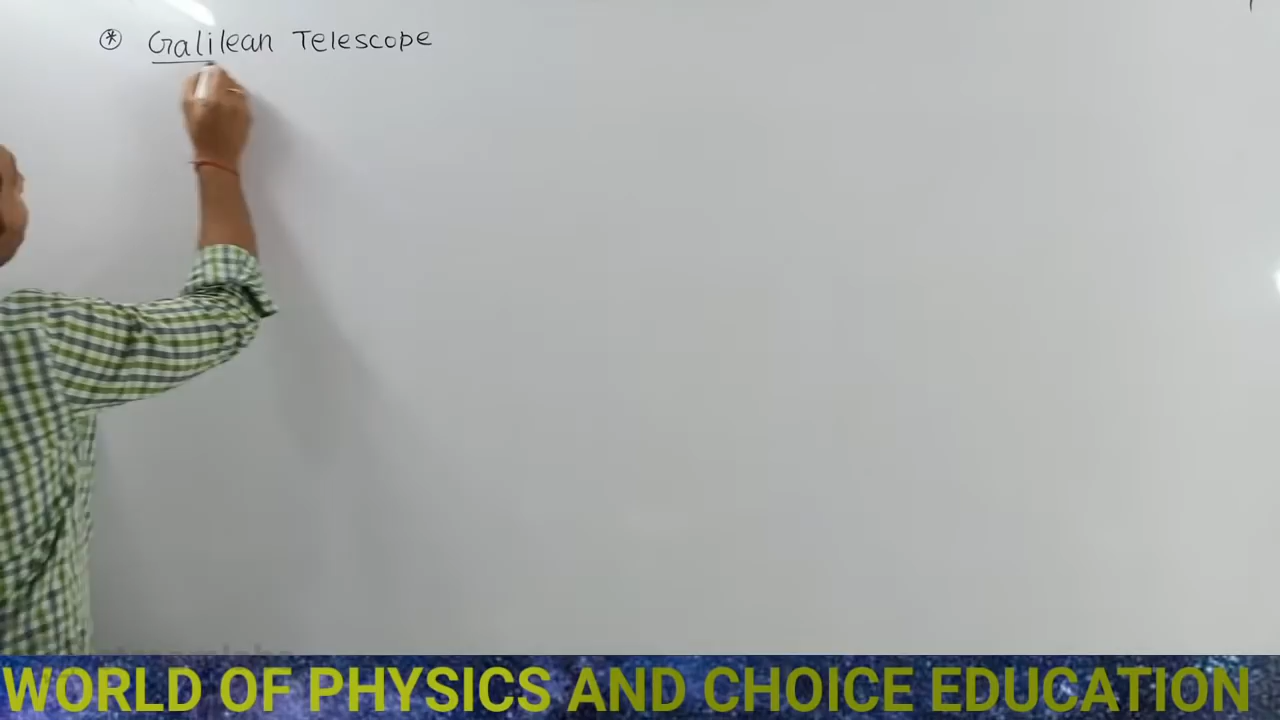 ⊛ Galilean Telescope
WORLD OF PHYSICS AND CHOICE EDUCATION